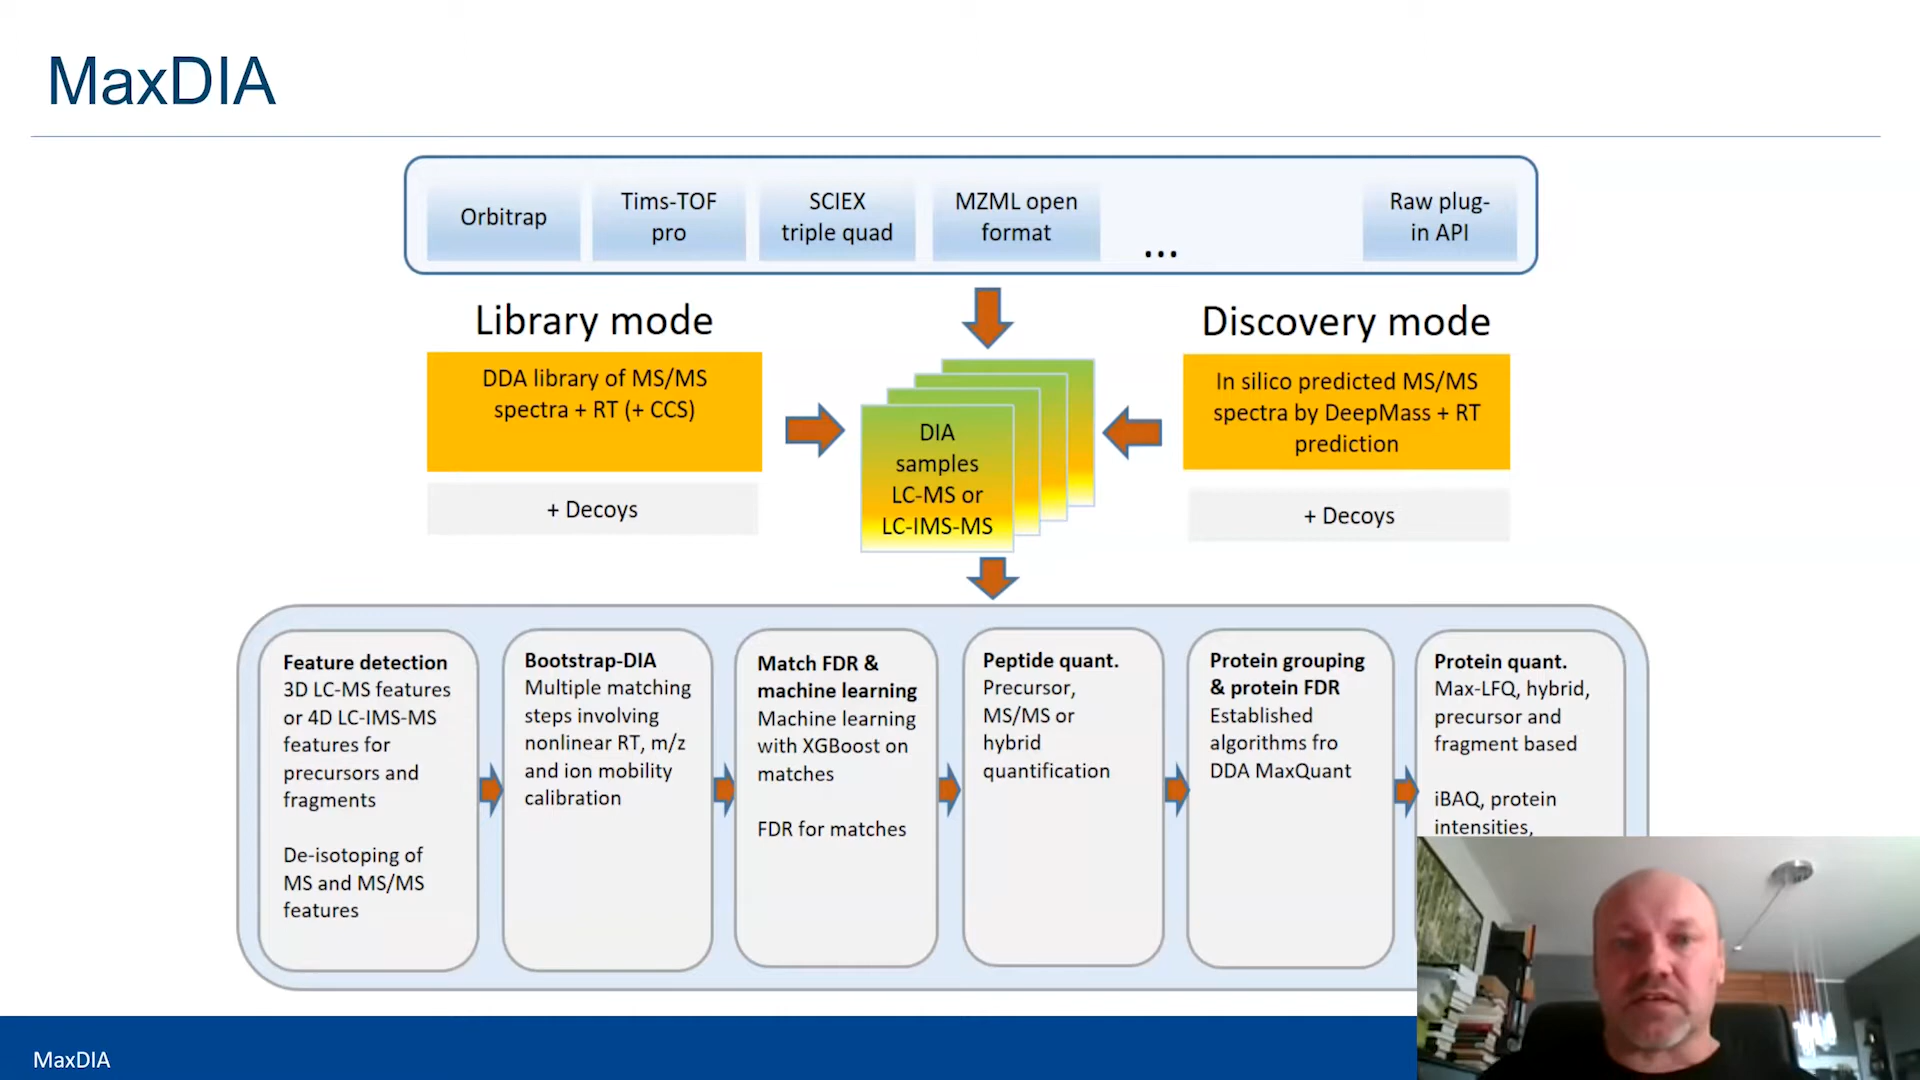 MaxDIA
Orbitrap
Tims-TOF
pro
SCIEX
triple quad
MZML open
format
...
Raw plug-
in API
Library mode
DDA library of MS/MS
spectra + RT (+ CCS)
+ Decoys
DIA
samples
LC-MS or
LC-IMS-MS
Discovery mode
In silico predicted MS/MS
spectra by DeepMass + RT
prediction
+ Decoys
Feature detection
3D LC-MS features
or 4D LC-IMS-MS
features for
precursors and
fragments
De-isotoping of
MS and MS/MS
features
Bootstrap-DIA
Multiple matching
steps involving
nonlinear RT, m/z
and ion mobility
calibration
Match FDR &
machine learning
Machine learning
with XGBoost on
matches
FDR for matches
Peptide quant.
Precursor,
MS/MS or
hybrid
quantification
Protein grouping
& protein FDR
Established
algorithms fro
DDA MaxQuant
Protein quant.
Max-LFQ, hybrid,
precursor and
fragment based
iBAQ, protein
intensities,
MaxDIA